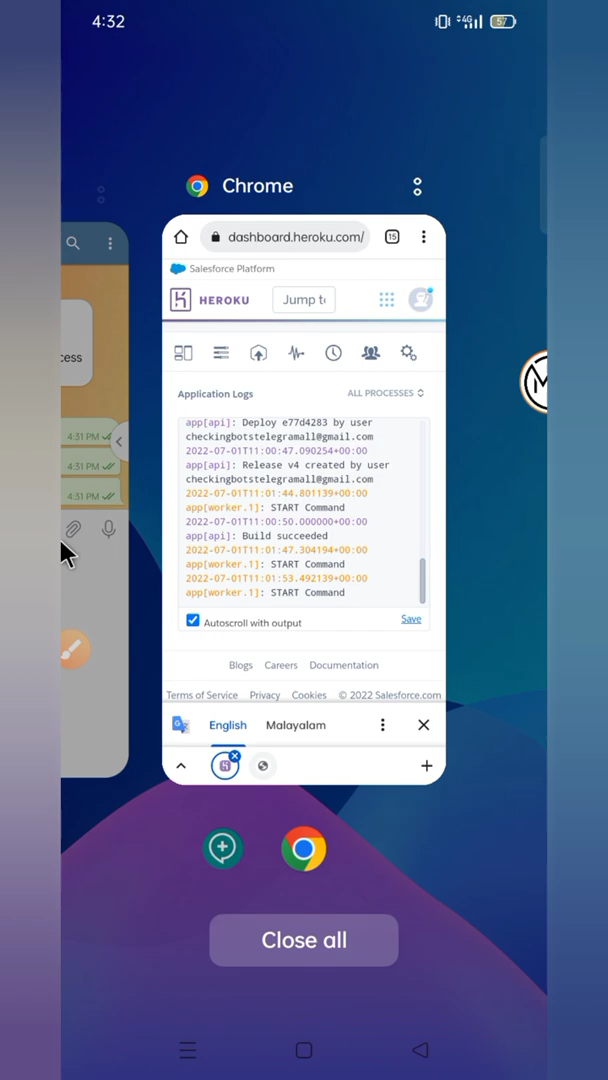 4:32
4G
57
Chrome
dashboard.heroku.com/
15
Salesforce Platform
HEROKU
Jump t
Application Logs
ALL PROCESSES
app[api]: Deploy e77d4283 by user
checkingbotstelegramall@gmail.com
2022-07-01T11:00:47.090254+00:00
app[api]: Release v4 created by user
checkingbotstelegramall@gmail.com
2022-07-01T11:01:44.801139+00:00
app[worker.1]: START Command
2022-07-01T11:00:50.000000+00:00
app[api]: Build succeeded
2022-07-01T11:01:47.304194+00:00
app[worker.1]: START Command
2022-07-01T11:01:53.492139+00:00
app[worker.1]: START Command
Autoscroll with output
Save
Blogs Careers Documentation
Terms of Service Privacy Cookies © 2022 Salesforce.com
English Malayalam
cess
4:31 PM
4:31 PM
4:31 PM
Close all